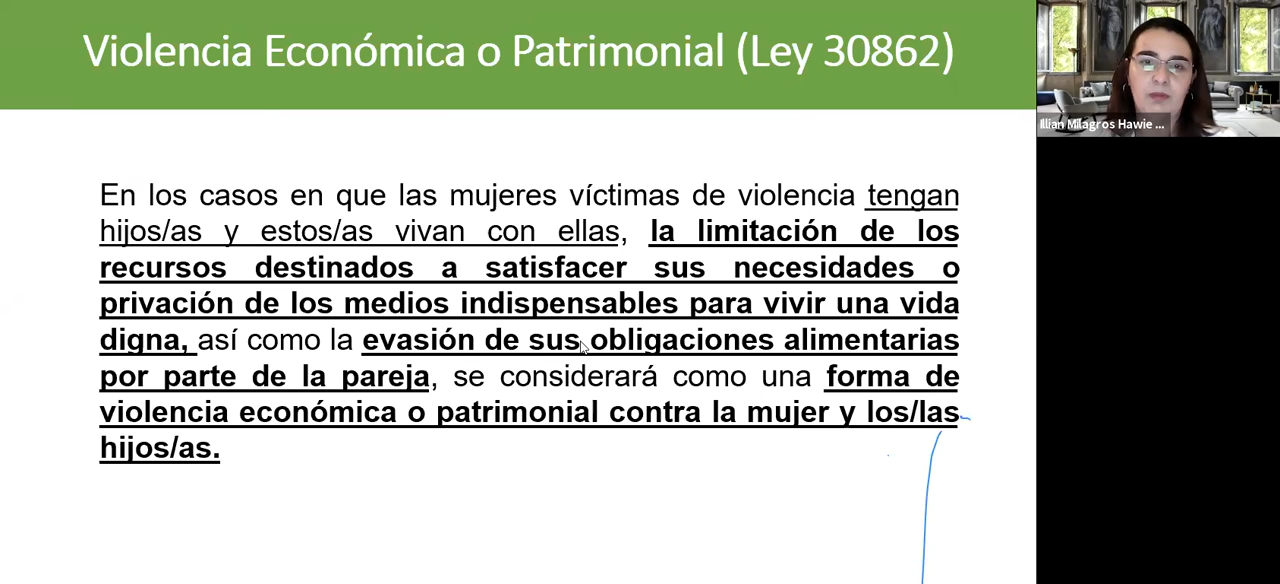 Violencia Económica o Patrimonial (Ley 30862)
En los casos en que las mujeres víctimas de violencia tengan
hijos/as y estos/as vivan con ellas, la limitación de los
recursos destinados a satisfacer sus necesidades o
privación de los medios indispensables para vivir una vida
digna, así como la evasión de sus obligaciones alimentarias
por parte de la pareja, se considerará como una forma de
violencia económica o patrimonial contra la mujer y los/las
hijos/as.
illian Milagros Hawie ...